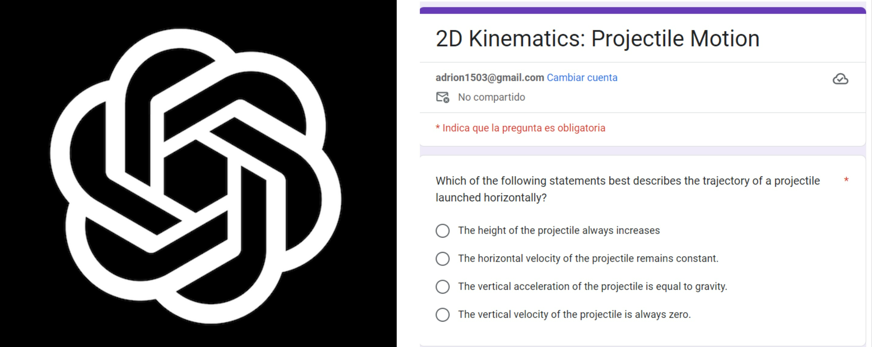 2D Kinematics: Projectile Motion
adrion1503@gmail.com Cambiar cuenta
No compartido
* Indica que la pregunta es obligatoria
Which of the following statements best describes the trajectory of a projectile *
launched horizontally?
The height of the projectile always increases
The horizontal velocity of the projectile remains constant.
The vertical acceleration of the projectile is equal to gravity.
The vertical velocity of the projectile is always zero.